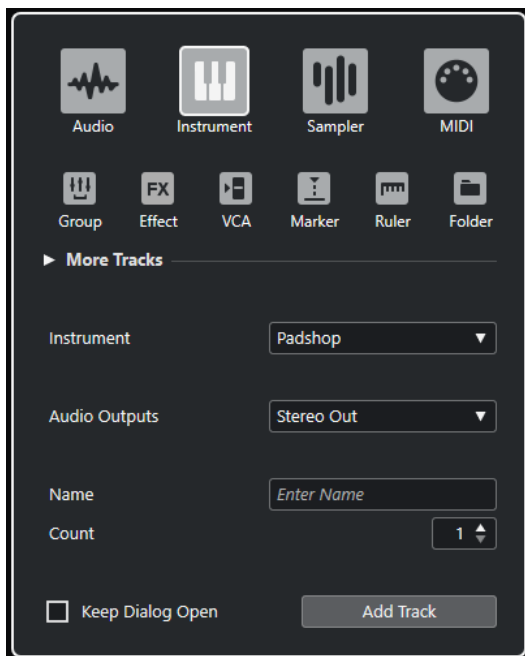 Audio Instrument Sampler MIDI
FX
Group Effect VCA Marker Ruler Folder
More Tracks
Instrument Padshop
Audio Outputs Stereo Out
Name Enter Name
Count 1
Keep Dialog Open Add Track